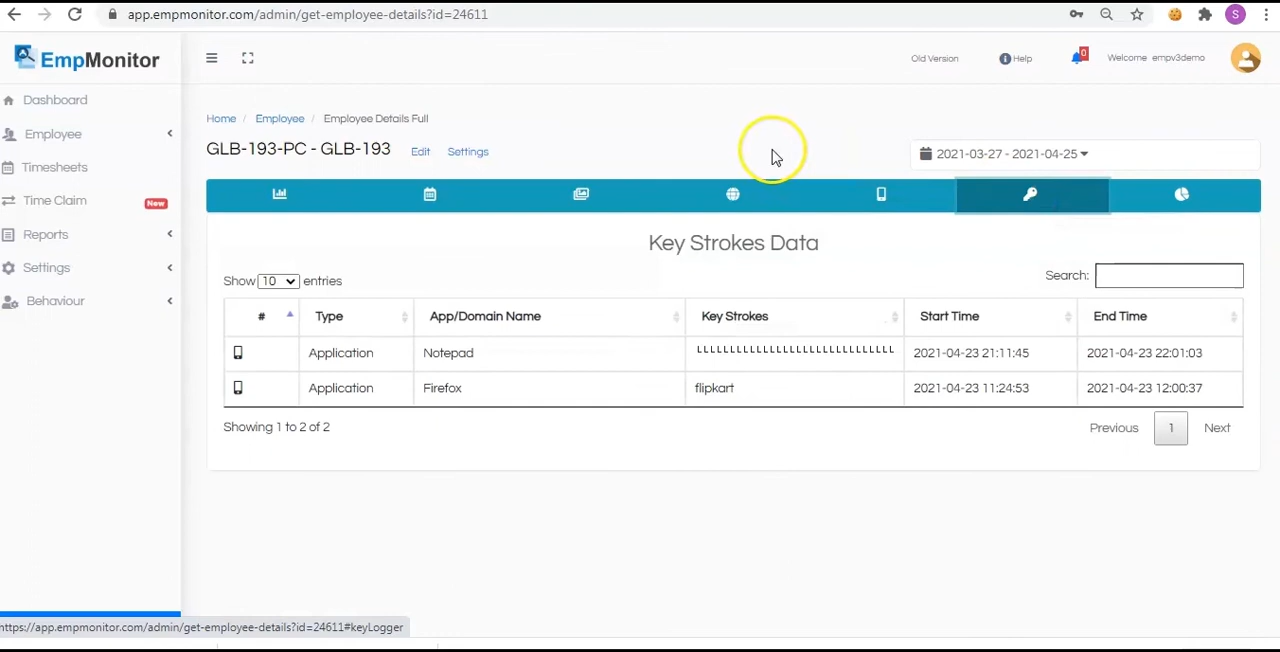 app.empmonitor.com/admin/get-employee-details?id=24611
S
EmpMonitor
Old Version
Help
0
Welcome empv3demo
Dashboard
Employee
Timesheets
Time Claim New
Reports
Settings
Behaviour
Home / Employee / Employee Details Full
GLB-193-PC - GLB-193 Edit Settings
2021-03-27 - 2021-04-25
Key Strokes Data
Show 10 entries
Search:
# Type App/Domain Name Key Strokes Start Time End Time
Application Notepad 2021-04-23 21:11:45 2021-04-23 22:01:03
Application Firefox flipkart 2021-04-23 11:24:53 2021-04-23 12:00:37
Showing 1 to 2 of 2
Previous 1 Next
https://app.empmonitor.com/admin/get-employee-details?id=24611#keyLogger